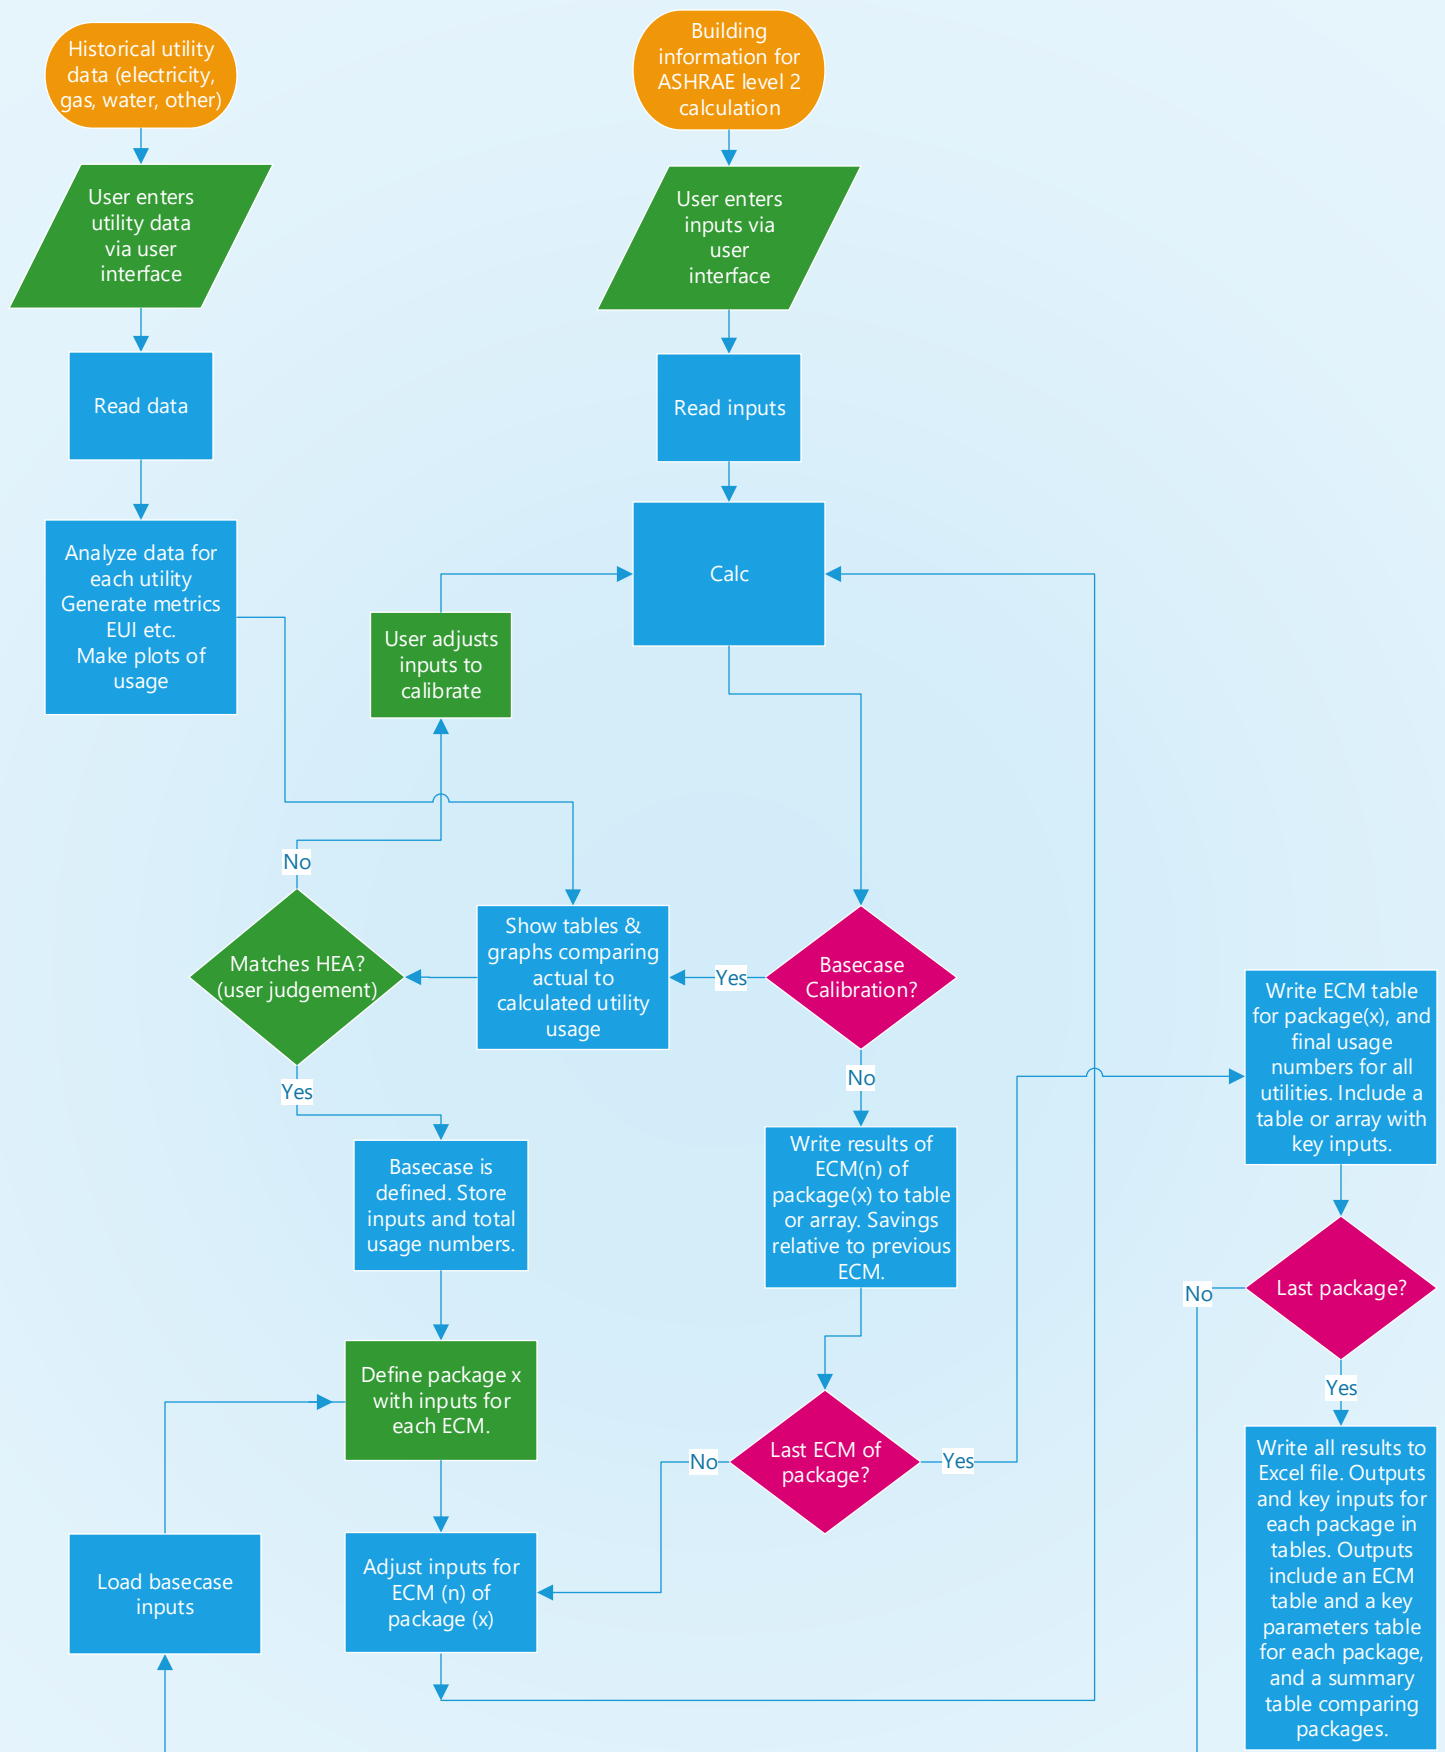 Historical utility
data (electricity,
gas, water, other)
Building
information for
ASHRAE level 2
calculation
User enters
utility data
via user
interface
User enters
inputs via
user
interface
Read data
Read inputs
Analyze data for
each utility
Generate metrics
EUI etc.
Make plots of
usage
Calc
User adjusts
inputs to
calibrate
No
Matches HEA?
(user judgement)
Show tables &
graphs comparing
actual to
calculated utility
usage
Yes
Basecase
Calibration?
Yes
No
Basecase is
defined. Store
inputs and total
usage numbers.
Write results of
ECM(n) of
package(x) to table
or array. Savings
relative to previous
ECM.
Write ECM table
for package(x), and
final usage
numbers for all
utilities. Include a
table or array with
key inputs.
No
Last package?
Yes
Define package x
with inputs for
each ECM.
No
Last ECM of
package?
Yes
Load basecase
inputs
Adjust inputs for
ECM (n) of
package (x)
Write all results to
Excel file. Outputs
and key inputs for
each package in
tables. Outputs
include an ECM
table and a key
parameters table
for each package,
and a summary
table comparing
packages.